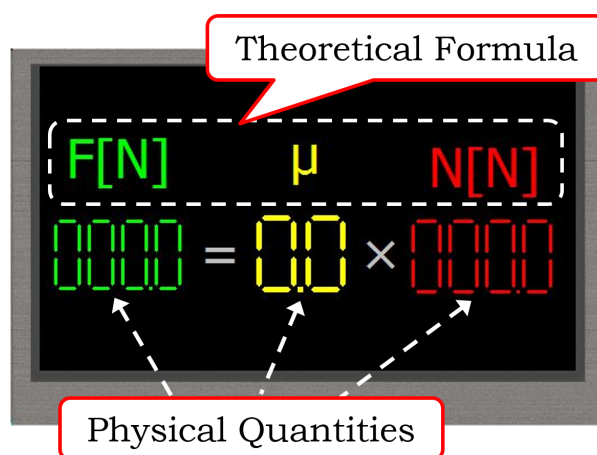 Theoretical Formula
F[N] μ N[N]
000.0 = 0.0 × 000.0
Physical Quantities